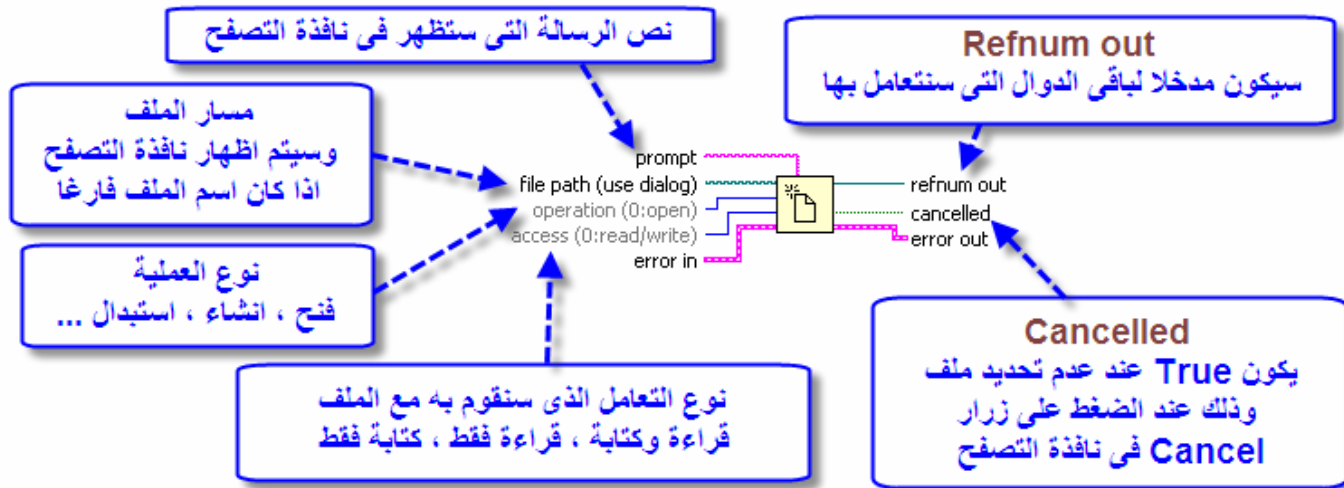 نص الرسالة التى ستظهر فى نافذة التصفح
Refnum out
سيكون مدخلا لباقى الدوال التى سنتعامل بها
مسار الملف
وسيتم اظهار نافذة التصفح
اذا كان اسم الملف فارغا
prompt
file path (use dialog)
operation (0:open)
access (0:read/write)
error in
refnum out
cancelled
error out
نوع العملية
فتح ، انشاء ، استبدال ...
نوع التعامل الذى سنقوم به مع الملف
قراءة وكتابة ، قراءة فقط ، كتابة فقط
Cancelled
يكون True عند عدم تحديد ملف
وذلك عند الضغط على زرار
Cancel فى نافذة التصفح